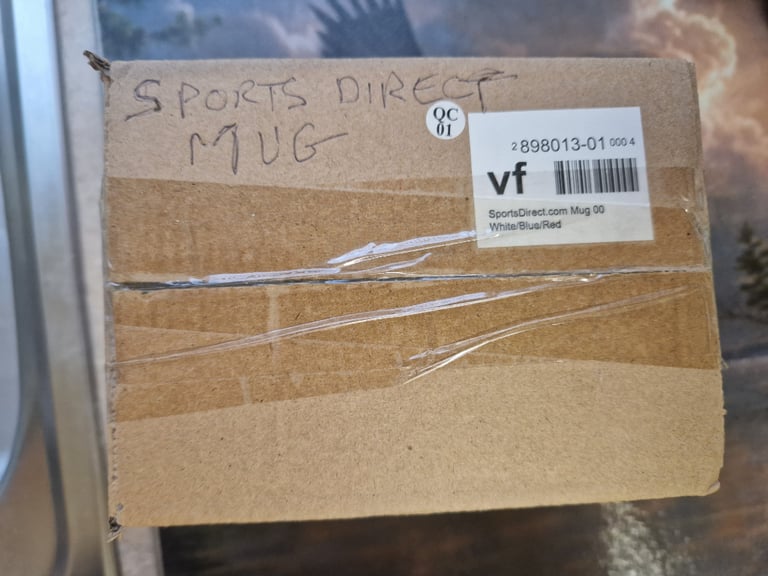 SPORTS DIRECT
MUG
QC
01
2 898013-01 000 4
vf
SportsDirect.com Mug 00
White/Blue/Red